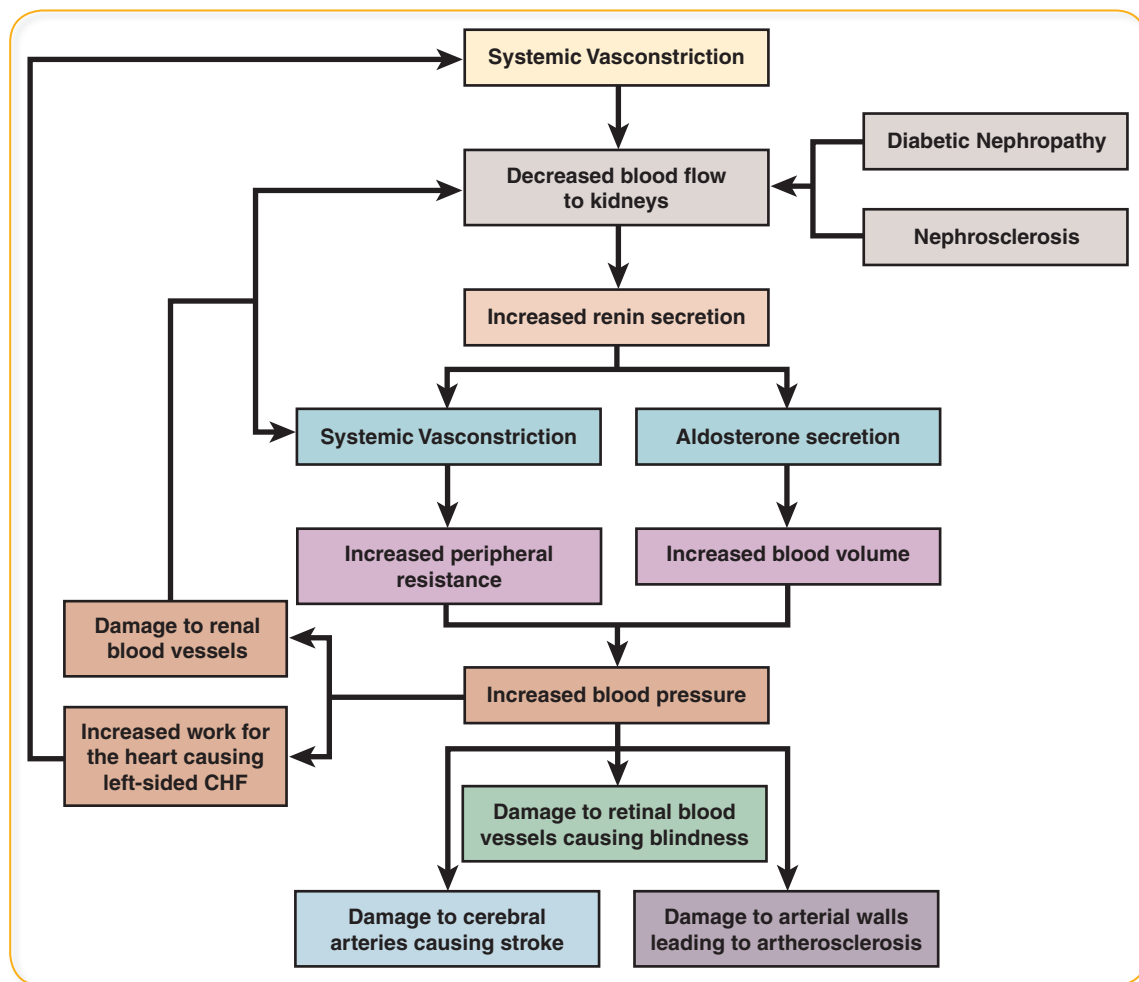 Systemic Vasconstriction
Diabetic Nephropathy
Decreased blood flow
to kidneys
Nephrosclerosis
Increased renin secretion
Systemic Vasconstriction
Aldosterone secretion
Increased peripheral
resistance
Increased blood volume
Damage to renal
blood vessels
Increased blood pressure
Increased work for
the heart causing
left-sided CHF
Damage to retinal blood
vessels causing blindness
Damage to cerebral
arteries causing stroke
Damage to arterial walls
leading to artherosclerosis